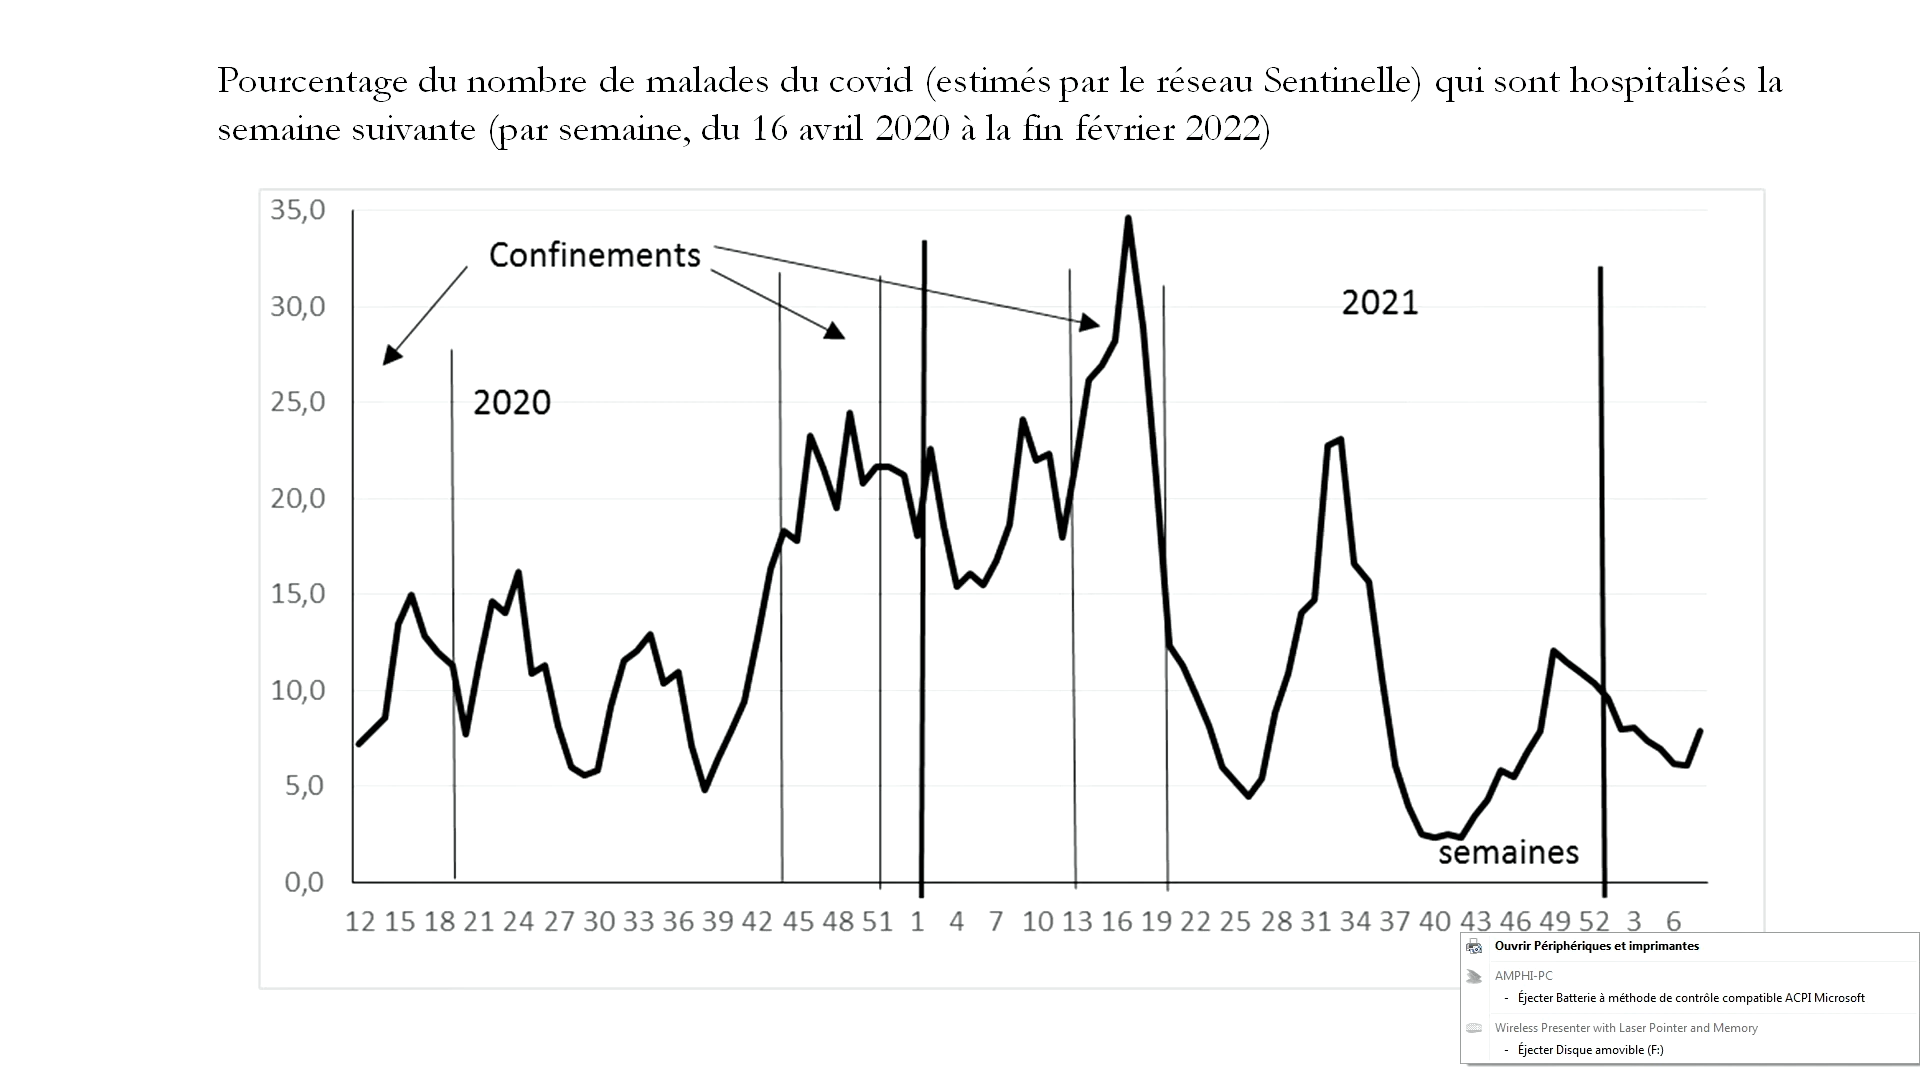 Pourcentage du nombre de malades du covid (estimés par le réseau Sentinelle) qui sont hospitalisés la
semaine suivante (par semaine, du 16 avril 2020 à la fin février 2022)
35,0
Confinements
30,0
2021
25,0
2020
20,0
15,0
10,0
5,0
semaines
0,0
12 15 18 21 24 27 30 33 36 39 42 45 48 51 1 4 7 10 13 16 19 22 25 28 31 34 37 40 43 46 49 52 3 6
Ouvrir Périphériques et imprimantes
AMPHI-PC
- Éjecter Batterie à méthode de contrôle compatible ACPI Microsoft
Wireless Presenter with Laser Pointer and Memory
- Éjecter Disque amovible (F:)